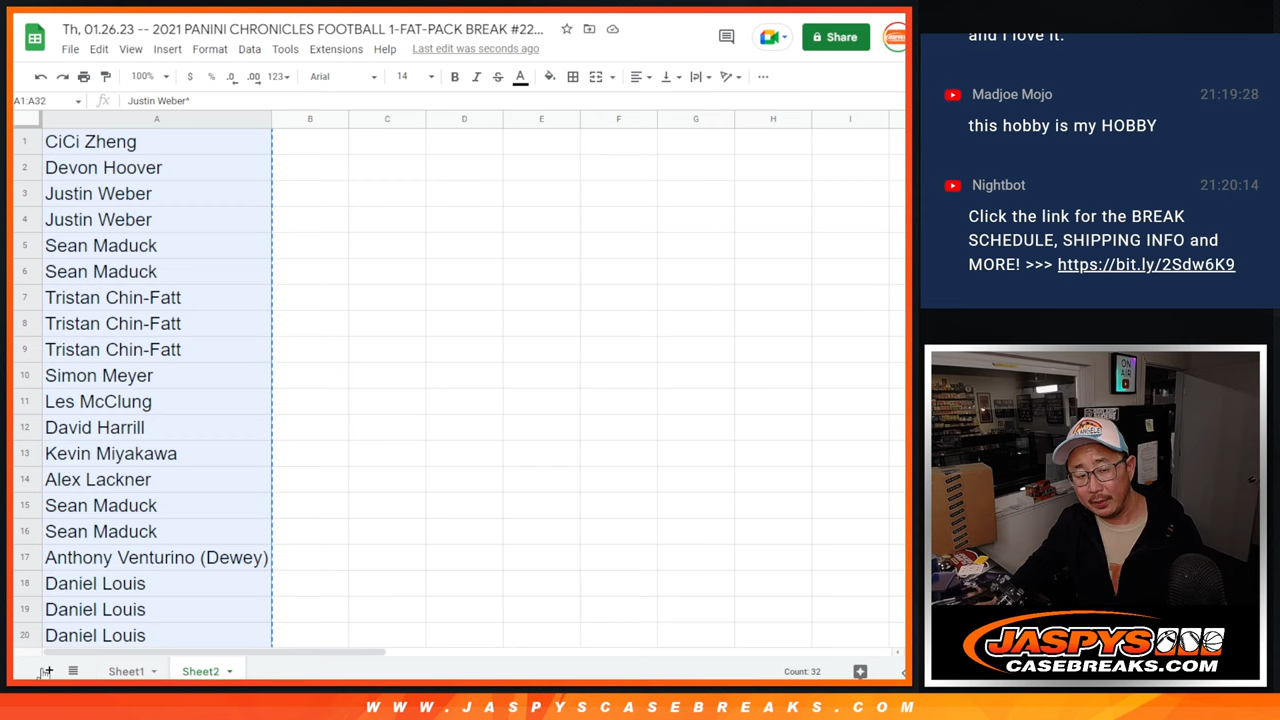 Th, 01.26.23 -- 2021 PANINI CHRONICLES FOOTBALL 1-FAT-PACK BREAK #22...
File Edit View Insert Format Data Tools Extensions Help Last edit was seconds ago
Share
100% $ % .0 .00 123 Arial 14 B I S A
A1:A32 fx Justin Weber^
A B C D E F G H I
1 CiCi Zheng
2 Devon Hoover
3 Justin Weber
4 Justin Weber
5 Sean Maduck
6 Sean Maduck
7 Tristan Chin-Fatt
8 Tristan Chin-Fatt
9 Tristan Chin-Fatt
10 Simon Meyer
11 Les McClung
12 David Harrill
13 Kevin Miyakawa
14 Alex Lackner
15 Sean Maduck
16 Sean Maduck
17 Anthony Venturino (Dewey)
18 Daniel Louis
19 Daniel Louis
20 Daniel Louis
Sheet1 Sheet2 Count: 32
and I love it.
Madjoe Mojo 21:19:28
this hobby is my HOBBY
Nightbot 21:20:14
Click the link for the BREAK
SCHEDULE, SHIPPING INFO and
MORE! >>> https://bit.ly/2Sdw6K9
ON
AIR
JASPYS
CASEBREAKS.COM
WWW.JASPYSCASEBREAKS.COM